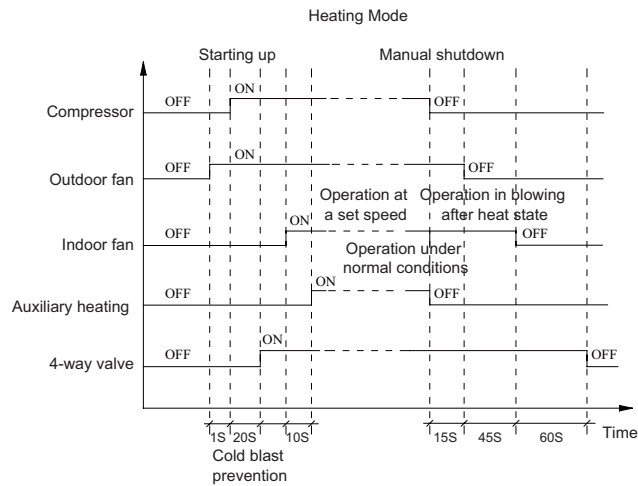 Heating Mode
Starting up
Manual shutdown
Compressor
OFF
ON
OFF
Outdoor fan
OFF
ON
OFF
Operation at
a set speed
Operation in blowing
after heat state
Indoor fan
OFF
ON
OFF
Operation under
normal conditions
Auxiliary heating
OFF
ON
OFF
4-way valve
OFF
ON
OFF
1S 20S 10S 15S 45S 60S Time
Cold blast
prevention